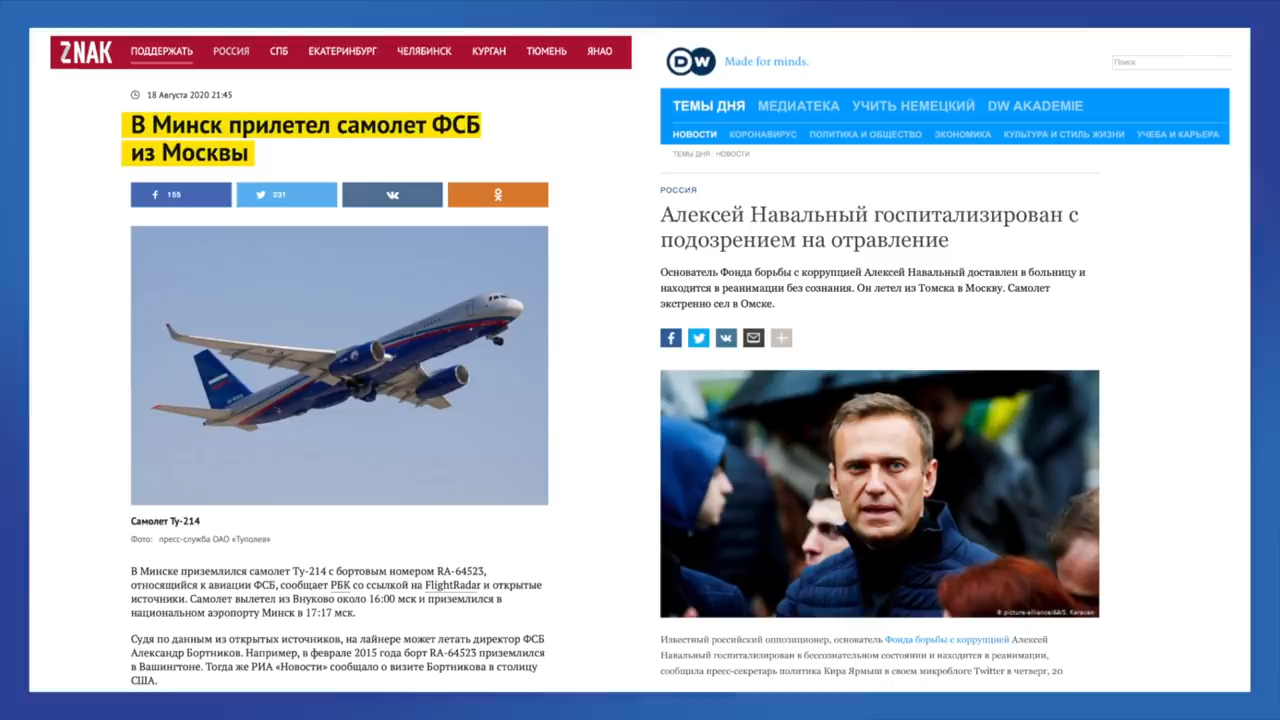 ZNAK
ПОДДЕРЖАТЬ РОССИЯ СПБ ЕКАТЕРИНБУРГ ЧЕЛЯБИНСК КУРГАН ТЮМЕНЬ ЯНАО
18 Августа 2020 21:45
В Минск прилетел самолет ФСБ
из Москвы
155 231
Самолет Ту-214
Фото: пресс-служба ОАО «Туполев»
В Минске приземлился самолет Ту-214 с бортовым номером RA-64523,
относящийся к авиации ФСБ, сообщает РБК со ссылкой на FlightRadar и открытые
источники. Самолет вылетел из Внуково около 16:00 мск и приземлился в
национальном аэропорту Минск в 17:17 мск.
Судя по данным из открытых источников, на лайнере может летать директор ФСБ
Александр Бортников. Например, в феврале 2015 года борт RA-64523 приземлился
в Вашингтоне. Тогда же РИА «Новости» сообщало о визите Бортникова в столицу
США.
DW Made for minds.
Поиск
ТЕМЫ ДНЯ МЕДИАТЕКА УЧИТЬ НЕМЕЦКИЙ DW AKADEMIE
НОВОСТИ КОРОНАВИРУС ПОЛИТИКА И ОБЩЕСТВО ЭКОНОМИКА КУЛЬТУРА И СТИЛЬ ЖИЗНИ УЧЕБА И КАРЬЕРА
ТЕМЫ ДНЯ · НОВОСТИ
РОССИЯ
Алексей Навальный госпитализирован с
подозрением на отравление
Основатель Фонда борьбы с коррупцией Алексей Навальный доставлен в больницу и
находится в реанимации без сознания. Он летел из Томска в Москву. Самолет
экстренно сел в Омске.
© picture-alliance/AA/S. Karacan
Известный российский оппозиционер, основатель Фонда борьбы с коррупцией Алексей
Навальный госпитализирован в бессознательном состоянии и находится в реанимации,
сообщила пресс-секретарь политика Кира Ярмыш в своем микроблоге Twitter в четверг, 20